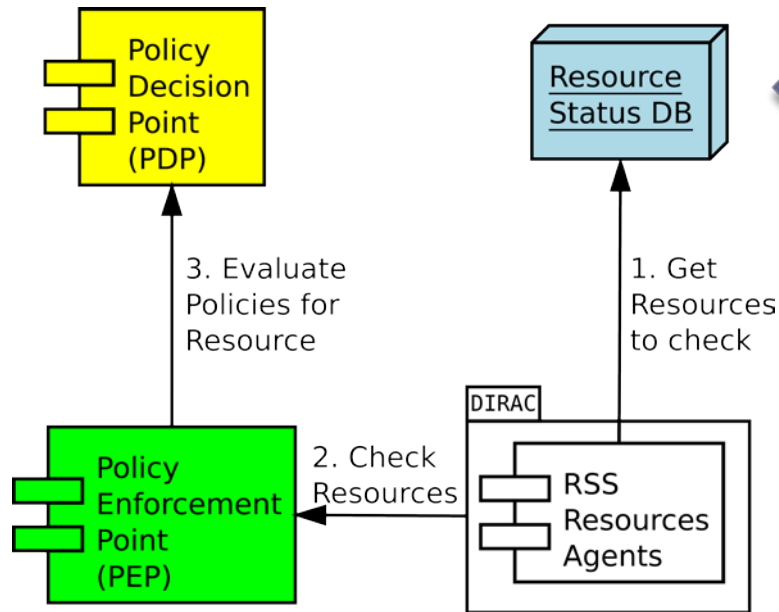 Policy
Decision
Point
(PDP)
Resource
Status DB
3. Evaluate
Policies for
Resource
1. Get
Resources
to check
DIRAC
Policy
Enforcement
Point
(PEP)
2. Check
Resources
RSS
Resources
Agents